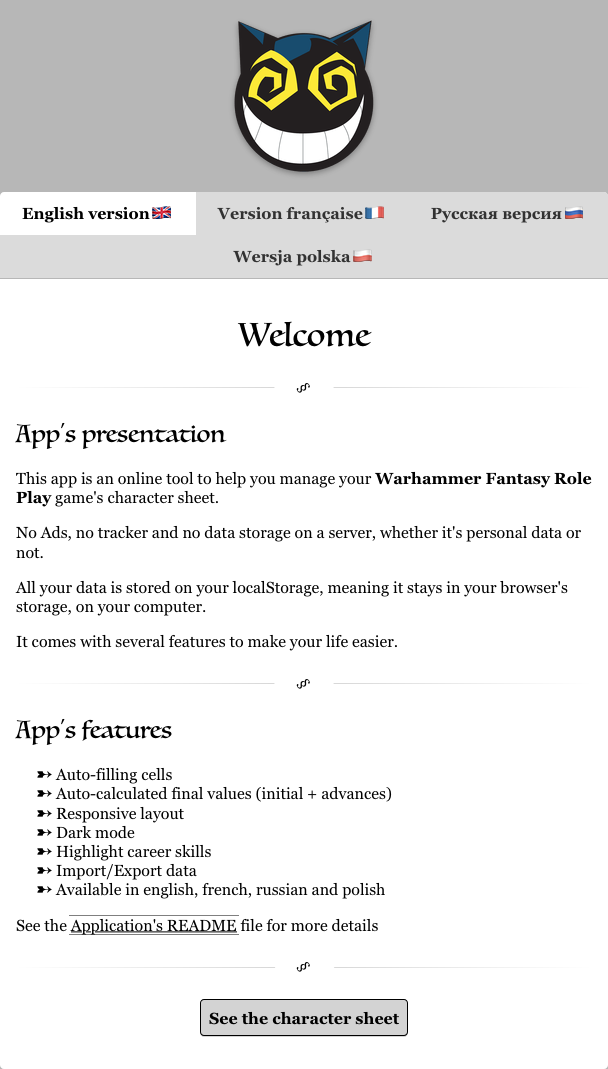 English version
Version française
Русская версия
Wersja polska
Welcome
App's presentation
This app is an online tool to help you manage your Warhammer Fantasy Role
Play game's character sheet.
No Ads, no tracker and no data storage on a server, whether it's personal data or
not.
All your data is stored on your localStorage, meaning it stays in your browser's
storage, on your computer.
It comes with several features to make your life easier.
App's features
➳ Auto-filling cells
➳ Auto-calculated final values (initial + advances)
➳ Responsive layout
➳ Dark mode
➳ Highlight career skills
➳ Import/Export data
➳ Available in english, french, russian and polish
See the Application's README file for more details
See the character sheet